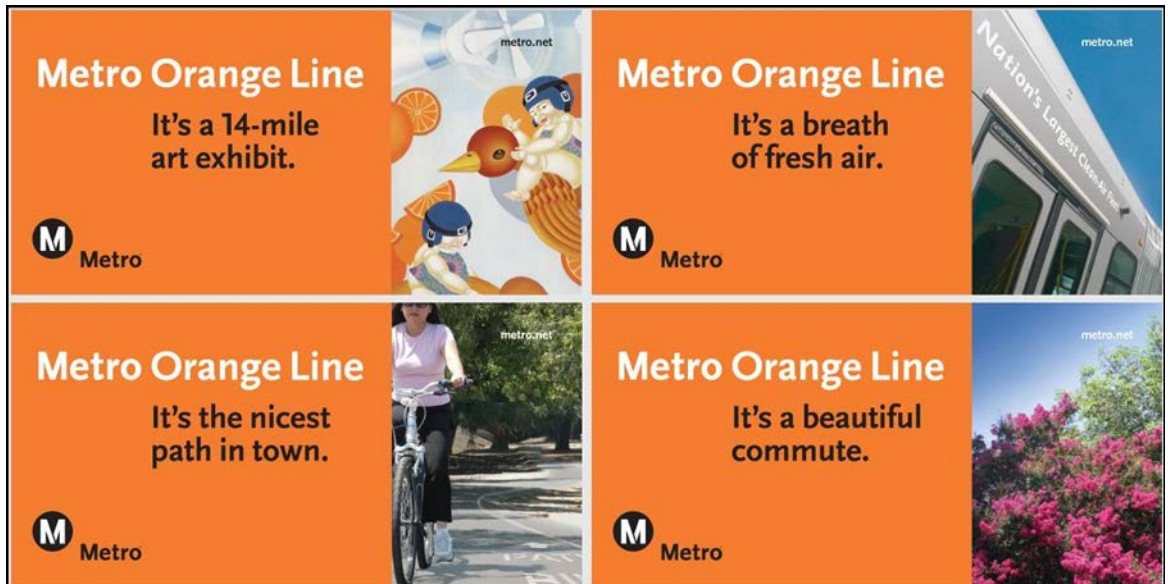 metro.net
Metro Orange Line
It's a 14-mile
art exhibit.
M
Metro
metro.net
Nation's Largest Clean-Air Fleet
Metro Orange Line
It's a breath
of fresh air.
M
Metro
metro.net
Metro Orange Line
It's the nicest
path in town.
M
Metro
metro.net
Metro Orange Line
It's a beautiful
commute.
M
Metro